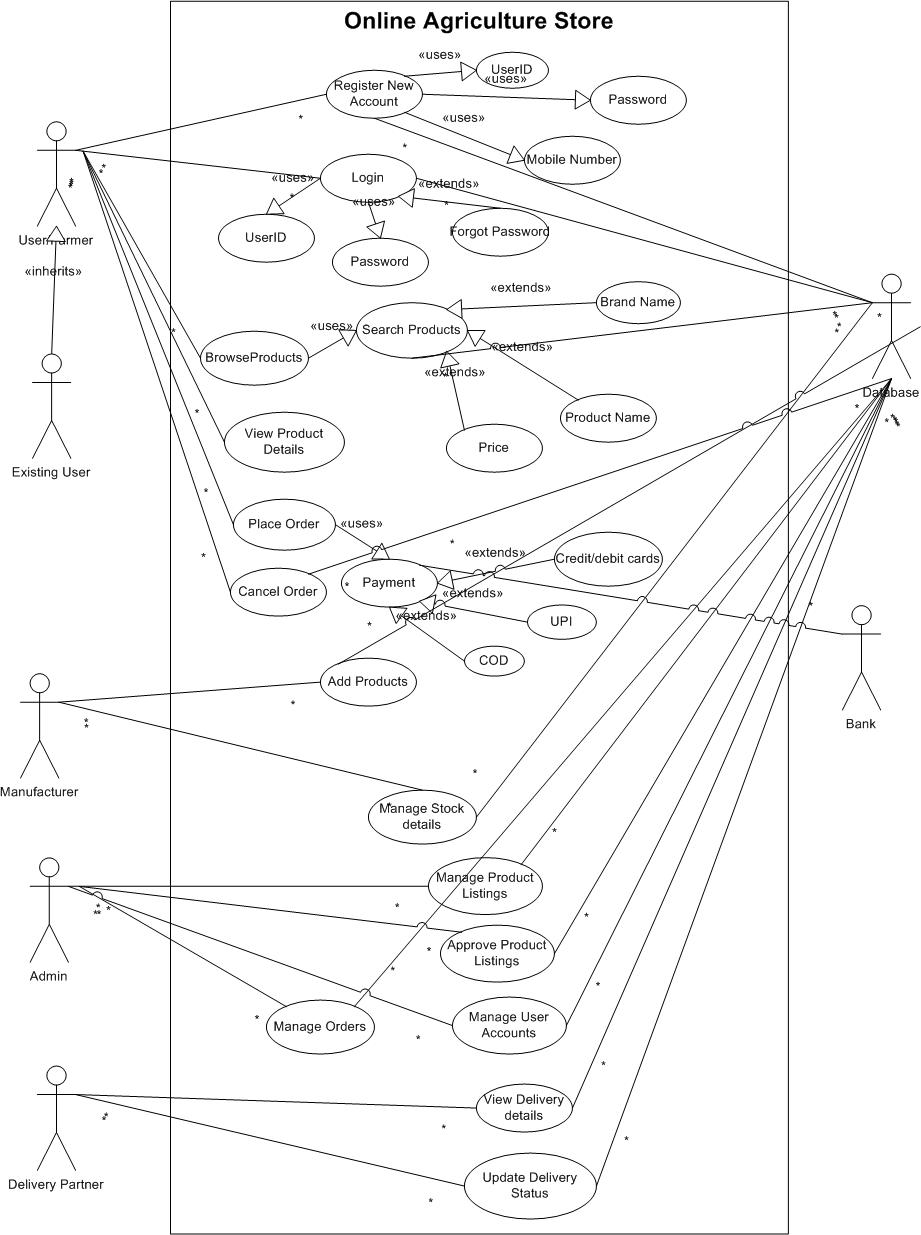 Online Agriculture Store
«uses»
UserID
«uses»
Register New
Account
Password
«uses»
Mobile Number
Login
«uses»
«extends»
«uses»
UserID
Forgot Password
Password
User/Farmer
«inherits»
«extends»
Brand Name
«uses»
Search Products
BrowseProducts
«extends»
«extends»
Database
Product Name
View Product
Details
Price
Existing User
Place Order
«uses»
«extends»
Credit/debit cards
Payment
Cancel Order
«extends»
«extends»
UPI
COD
Add Products
Bank
Manufacturer
Manage Stock
details
Manage Product
Listings
Approve Product
Listings
Admin
Manage Orders
Manage User
Accounts
View Delivery
details
Delivery Partner
Update Delivery
Status